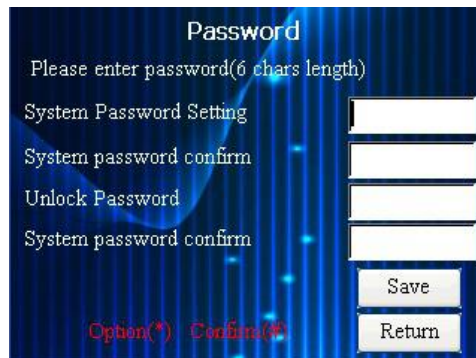 Password
Please enter password(6 chars length)
System Password Setting
System password confirm
Unlock Password
System password confirm
Save
Option(*) Confirm(#)
Return